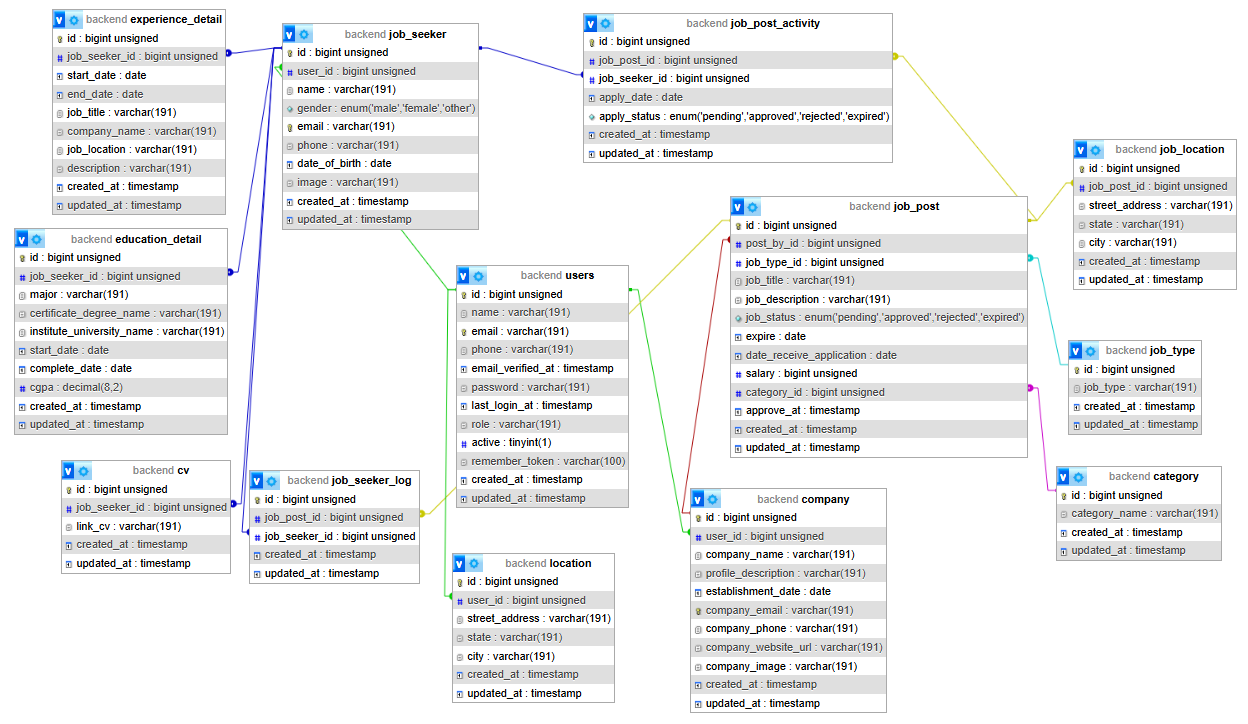 backend experience_detail
id : bigint unsigned
job_seeker_id : bigint unsigned
start_date : date
end_date : date
job_title : varchar(191)
company_name : varchar(191)
job_location : varchar(191)
description : varchar(191)
created_at : timestamp
updated_at : timestamp
backend job_seeker
id : bigint unsigned
user_id : bigint unsigned
name : varchar(191)
gender : enum('male','female','other')
email : varchar(191)
phone : varchar(191)
date_of_birth : date
image : varchar(191)
created_at : timestamp
updated_at : timestamp
backend job_post_activity
id : bigint unsigned
job_post_id : bigint unsigned
job_seeker_id : bigint unsigned
apply_date : date
apply_status : enum('pending','approved','rejected','expired')
created_at : timestamp
updated_at : timestamp
backend job_location
id : bigint unsigned
job_post_id : bigint unsigned
street_address : varchar(191)
state : varchar(191)
city : varchar(191)
created_at : timestamp
updated_at : timestamp
backend education_detail
id : bigint unsigned
job_seeker_id : bigint unsigned
major : varchar(191)
certificate_degree_name : varchar(191)
institute_university_name : varchar(191)
start_date : date
complete_date : date
cgpa : decimal(8,2)
created_at : timestamp
updated_at : timestamp
backend users
id : bigint unsigned
name : varchar(191)
email : varchar(191)
phone : varchar(191)
email_verified_at : timestamp
password : varchar(191)
last_login_at : timestamp
role : varchar(191)
active : tinyint(1)
remember_token : varchar(100)
created_at : timestamp
updated_at : timestamp
backend job_post
id : bigint unsigned
post_by_id : bigint unsigned
job_type_id : bigint unsigned
job_title : varchar(191)
job_description : varchar(191)
job_status : enum('pending','approved','rejected','expired')
expire : date
date_receive_application : date
salary : bigint unsigned
category_id : bigint unsigned
approve_at : timestamp
created_at : timestamp
updated_at : timestamp
backend job_type
id : bigint unsigned
job_type : varchar(191)
created_at : timestamp
updated_at : timestamp
backend cv
id : bigint unsigned
job_seeker_id : bigint unsigned
link_cv : varchar(191)
created_at : timestamp
updated_at : timestamp
backend job_seeker_log
id : bigint unsigned
job_post_id : bigint unsigned
job_seeker_id : bigint unsigned
created_at : timestamp
updated_at : timestamp
backend location
id : bigint unsigned
user_id : bigint unsigned
street_address : varchar(191)
state : varchar(191)
city : varchar(191)
created_at : timestamp
updated_at : timestamp
backend company
id : bigint unsigned
user_id : bigint unsigned
company_name : varchar(191)
profile_description : varchar(191)
establishment_date : date
company_email : varchar(191)
company_phone : varchar(191)
company_website_url : varchar(191)
company_image : varchar(191)
created_at : timestamp
updated_at : timestamp
backend category
id : bigint unsigned
category_name : varchar(191)
created_at : timestamp
updated_at : timestamp